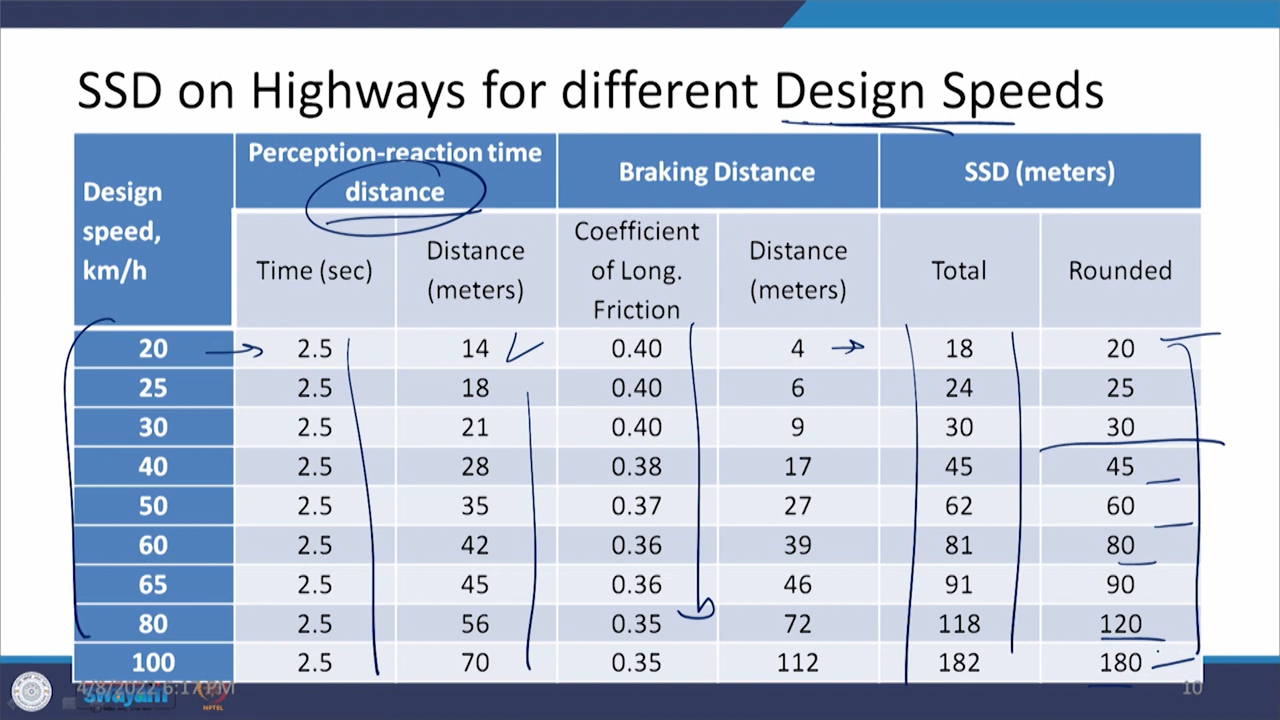 SSD on Highways for different Design Speeds
Design speed, km/h
Perception-reaction time distance
Braking Distance
SSD (meters)
Time (sec)
Distance (meters)
Coefficient of Long. Friction
Distance (meters)
Total
Rounded
20 2.5 14 0.40 4 18 20
25 2.5 18 0.40 6 24 25
30 2.5 21 0.40 9 30 30
40 2.5 28 0.38 17 45 45
50 2.5 35 0.37 27 62 60
60 2.5 42 0.36 39 81 80
65 2.5 45 0.36 46 91 90
80 2.5 56 0.35 72 118 120
100 2.5 70 0.35 112 182 180
4/8/2022 6:17 PM
swayam
NPTEL
10